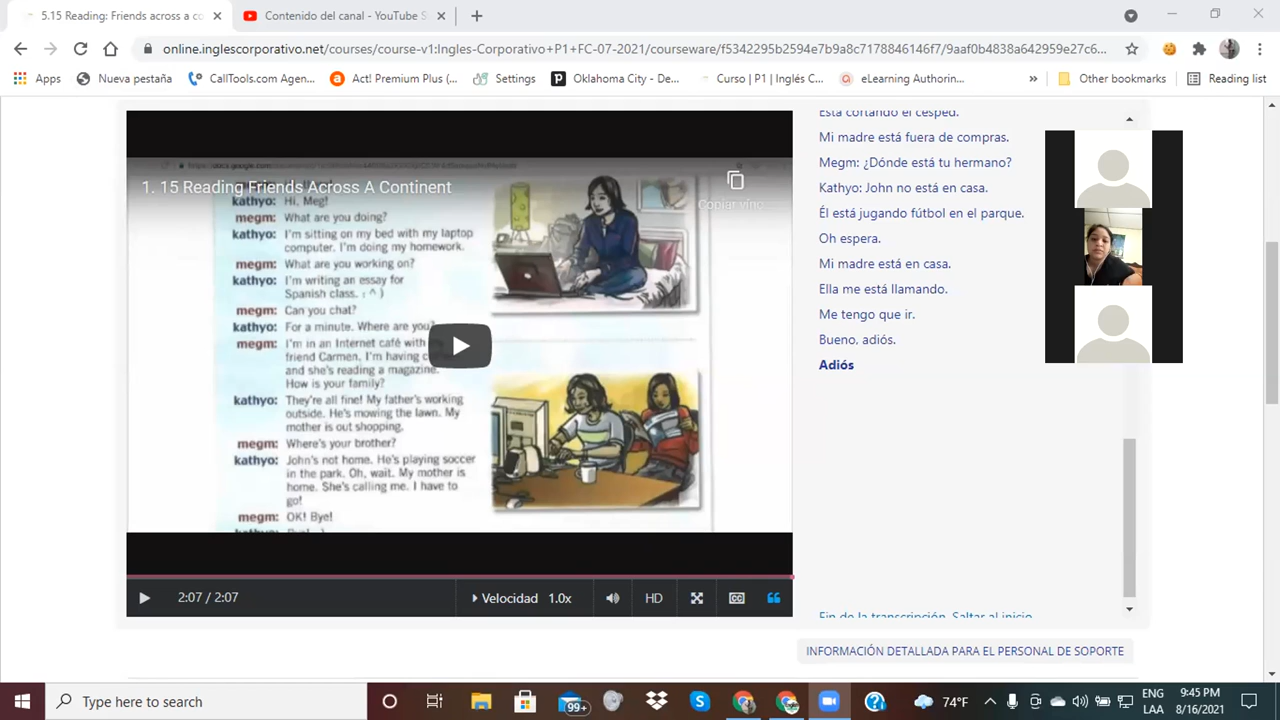 5.15 Reading: Friends across a co
Contenido del canal - YouTube S
online.inglescorporativo.net/courses/course-v1:Ingles-Corporativo+P1+FC-07-2021/courseware/f5342295b2594e7b9a8c7178846146f7/9aaf0b4838a642959e27c6...
Apps
Nueva pestaña
CallTools.com Agen...
Act! Premium Plus (...
Settings
Oklahoma City - De...
Curso | P1 | Inglés C...
eLearning Authorin...
»
Other bookmarks
Reading list
1. 15 Reading Friends Across A Continent
Copiar vínc...
kathyo: Hi, Meg!
megm: What are you doing?
kathyo: I'm sitting on my bed with my laptop
computer. I'm doing my homework.
megm: What are you working on?
kathyo: I'm writing an essay for
Spanish class. : ^ )
megm: Can you chat?
kathyo: For a minute. Where are you?
megm: I'm in an Internet café with
friend Carmen. I'm having
and she's reading a magazine.
How is your family?
kathyo: They're all fine! My father's working
outside. He's mowing the lawn. My
mother is out shopping.
megm: Where's your brother?
kathyo: John's not home. He's playing soccer
in the park. Oh, wait. My mother is
home. She's calling me. I have to
go!
megm: OK! Bye!
2:07 / 2:07
Velocidad 1.0x
HD
CC
Está cortando el césped.
Mi madre está fuera de compras.
Megm: ¿Dónde está tu hermano?
Kathyo: John no está en casa.
Él está jugando fútbol en el parque.
Oh espera.
Mi madre está en casa.
Ella me está llamando.
Me tengo que ir.
Bueno, adiós.
Adiós
Fin de la transcripción. Saltar al inicio.
INFORMACIÓN DETALLADA PARA EL PERSONAL DE SOPORTE
Type here to search
99+
74°F
ENG
LAA
9:45 PM
8/16/2021